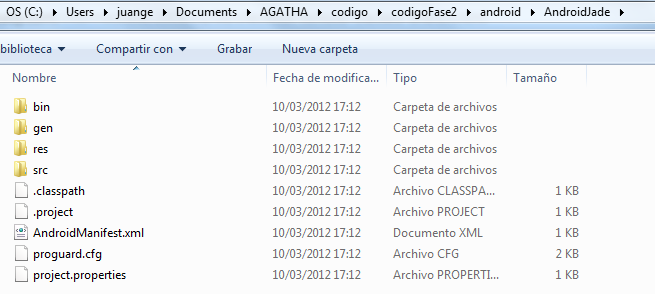 OS (C:) ▸ Users ▸ juange ▸ Documents ▸ AGATHA ▸ codigo ▸ codigoFase2 ▸ android ▸ AndroidJade ▸
biblioteca ▾ Compartir con ▾ Grabar Nueva carpeta
Nombre Fecha de modifica... Tipo Tamaño
bin 10/03/2012 17:12 Carpeta de archivos
gen 10/03/2012 17:12 Carpeta de archivos
res 10/03/2012 17:12 Carpeta de archivos
src 10/03/2012 17:12 Carpeta de archivos
.classpath 10/03/2012 17:12 Archivo CLASSPA... 1 KB
.project 10/03/2012 17:12 Archivo PROJECT 1 KB
AndroidManifest.xml 10/03/2012 17:12 Documento XML 1 KB
proguard.cfg 10/03/2012 17:12 Archivo CFG 2 KB
project.properties 10/03/2012 17:12 Archivo PROPERTI... 1 KB